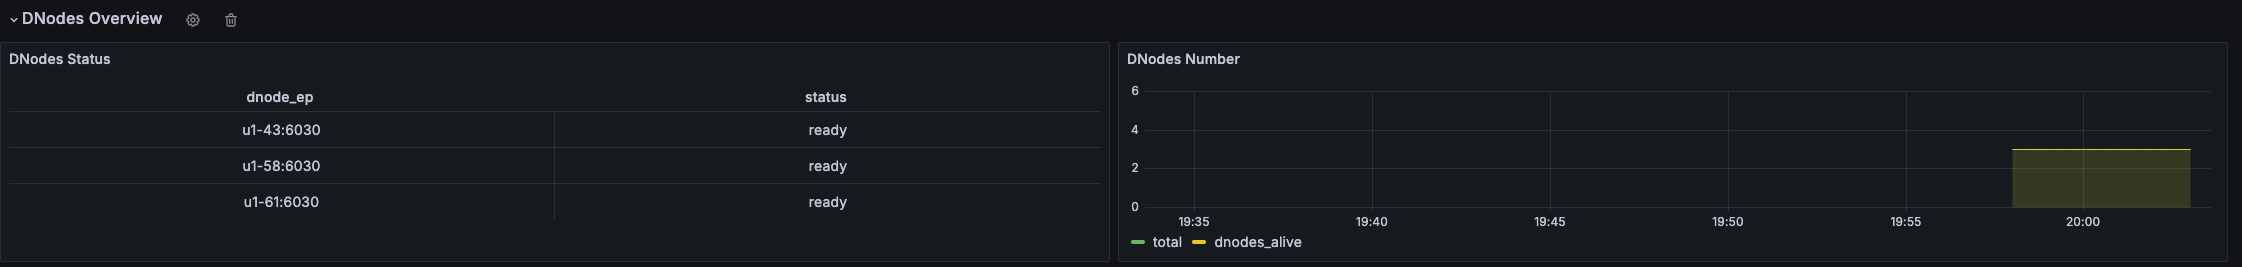 DNodes Overview
DNodes Status
dnode_ep status
u1-43:6030 ready
u1-58:6030 ready
u1-61:6030 ready
DNodes Number
6
4
2
0
19:35 19:40 19:45 19:50 19:55 20:00
total dnodes_alive